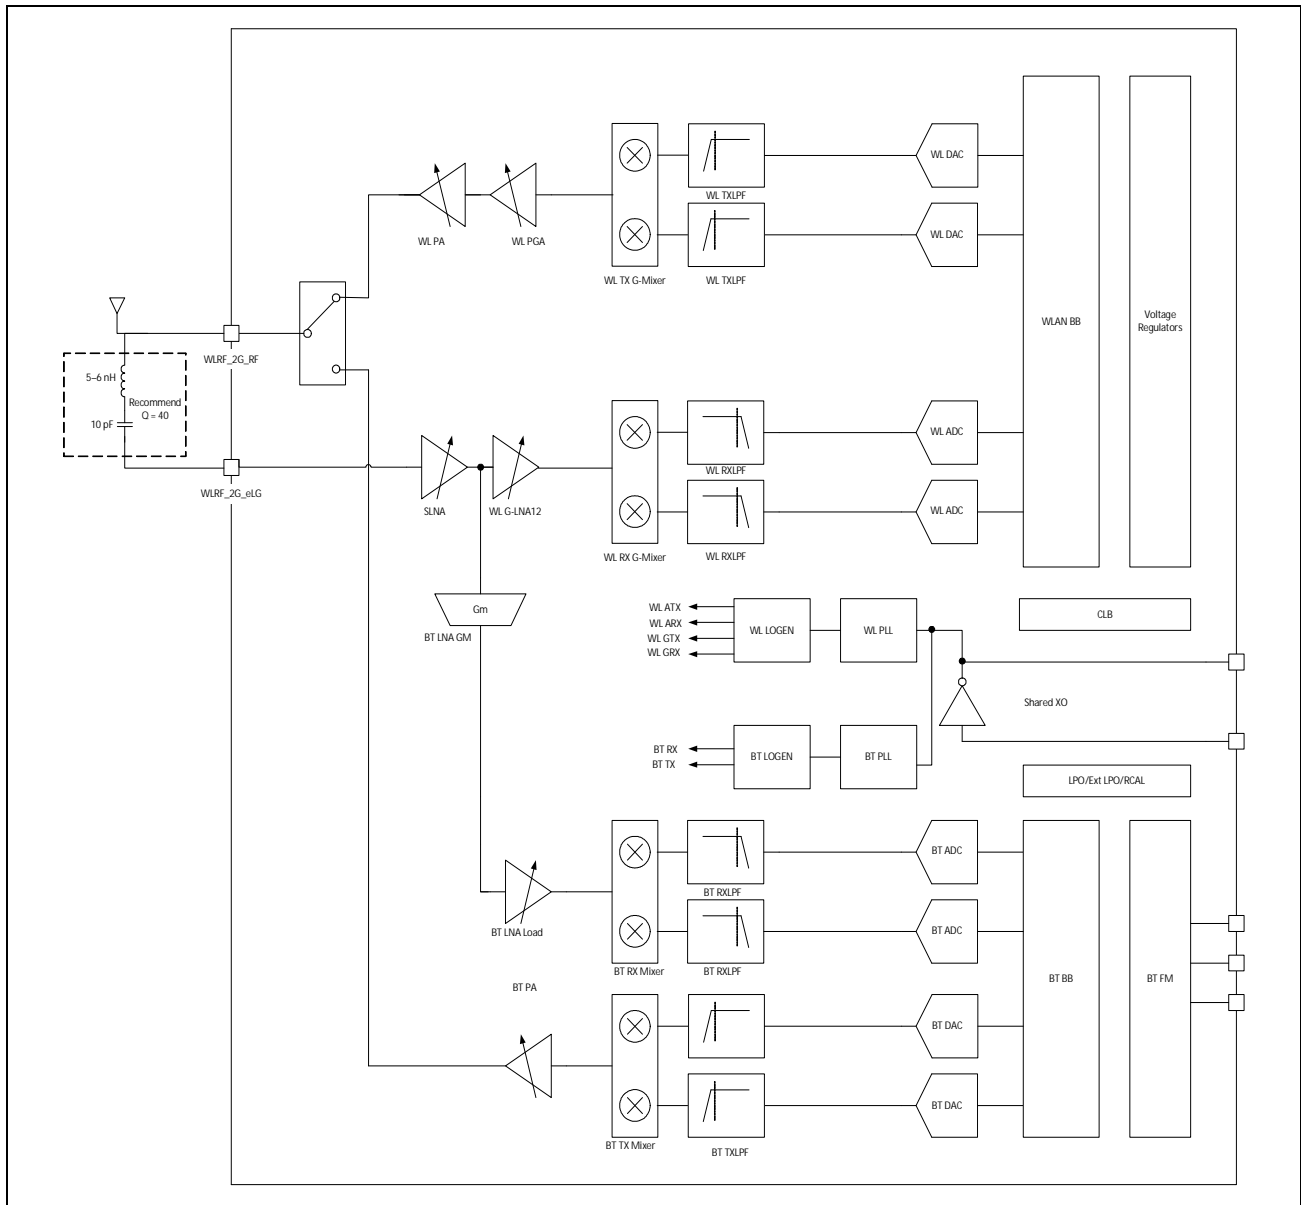 WL DAC
WL TXLPF
WL PA
WL PGA
WL DAC
WL TX G-Mixer
WL TXLPF
WLAN BB
Voltage
Regulators
WLRF_2G_RF
5–6 nH
Recommend
Q = 40
10 pF
WL ADC
WL RXLPF
WLRF_2G_eLG
SLNA
WL G-LNA12
WL ADC
WL RX G-Mixer
WL RXLPF
Gm
BT LNA GM
WL ATX
WL ARX
WL GTX
WL GRX
WL LOGEN
WL PLL
CLB
Shared XO
BT RX
BT TX
BT LOGEN
BT PLL
LPO/Ext LPO/RCAL
BT ADC
BT RXLPF
BT LNA Load
BT ADC
BT RX Mixer
BT RXLPF
BT BB
BT FM
BT PA
BT DAC
BT DAC
BT TX Mixer
BT TXLPF